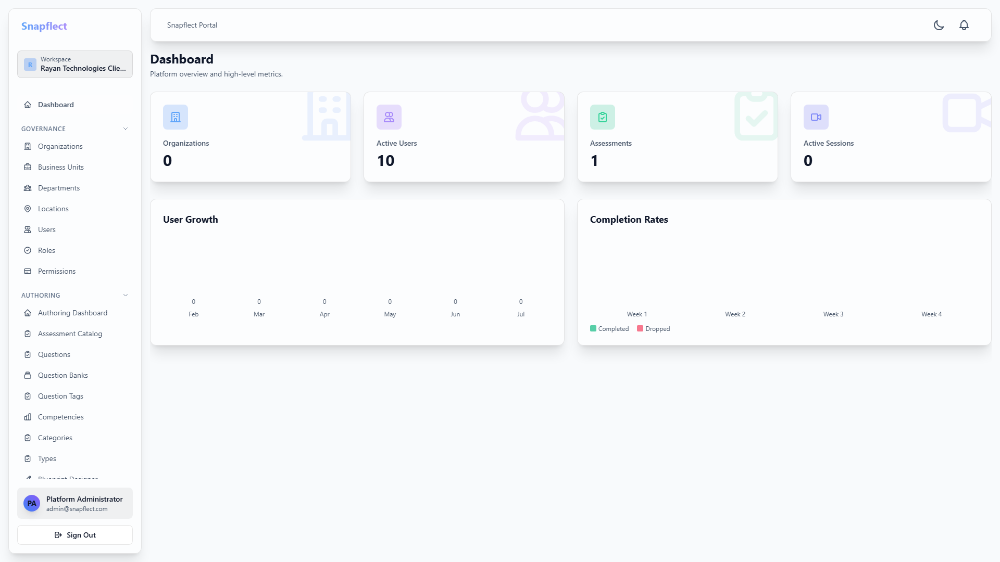 Snapflect
R
Workspace
Rayan Technologies Clie...
Dashboard
GOVERNANCE
Organizations
Business Units
Departments
Locations
Users
Roles
Permissions
AUTHORING
Authoring Dashboard
Assessment Catalog
Questions
Question Banks
Question Tags
Competencies
Categories
Types
Blueprint Designer
PA
Platform Administrator
admin@snapflect.com
Sign Out
Snapflect Portal
Dashboard
Platform overview and high-level metrics.
Organizations
0
Active Users
10
Assessments
1
Active Sessions
0
User Growth
0 0 0 0 0 0
Feb Mar Apr May Jun Jul
Completion Rates
Week 1 Week 2 Week 3 Week 4
Completed Dropped